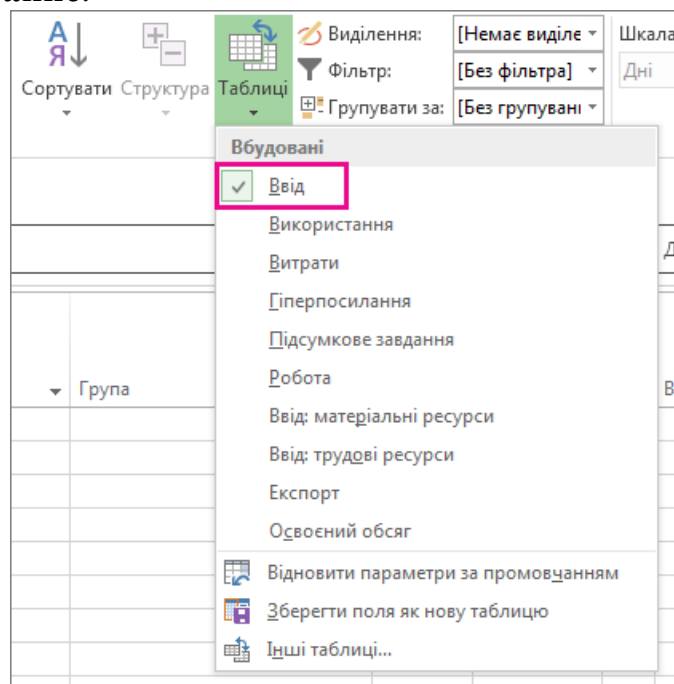 А
Я
Сортувати
Структура
Таблиці
Виділення: [Немає виділе
Фільтр: [Без фільтра]
Групувати за: [Без групуванн
Шкала
Дні
Вбудовані
Ввід
Використання
Витрати
Гіперпосилання
Підсумкове завдання
Робота
Ввід: матеріальні ресурси
Ввід: трудові ресурси
Експорт
Освоєний обсяг
Відновити параметри за промовчанням
Зберегти поля як нову таблицю
Інші таблиці...
Група
Д
В